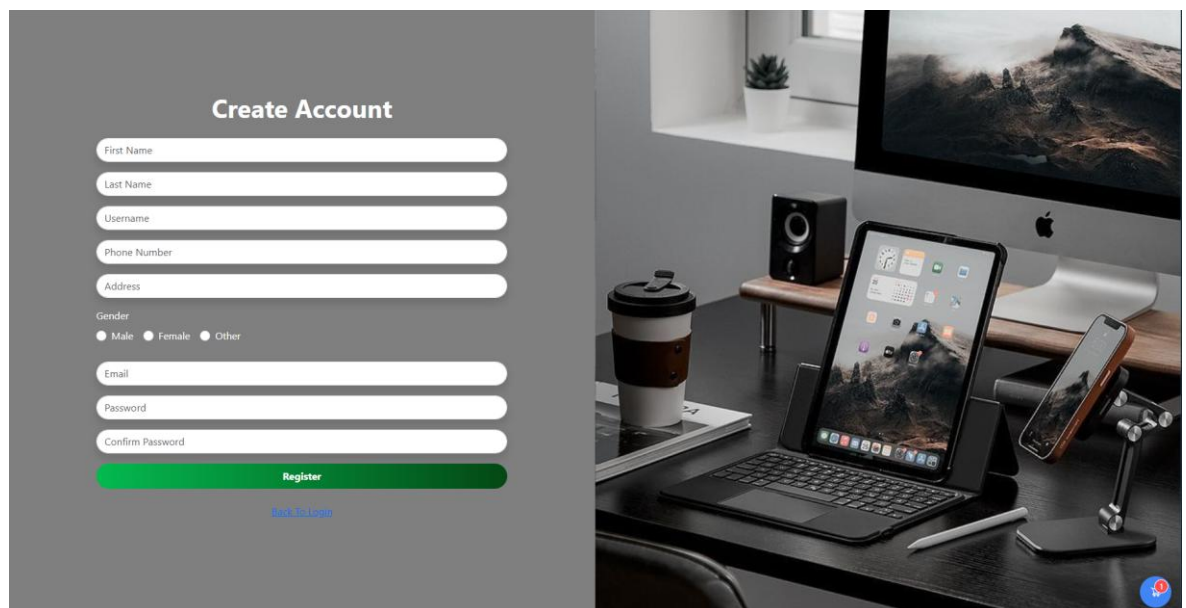 Create Account
First Name
Last Name
Username
Phone Number
Address
Gender
Male Female Other
Email
Password
Confirm Password
Register
Back To Login
1